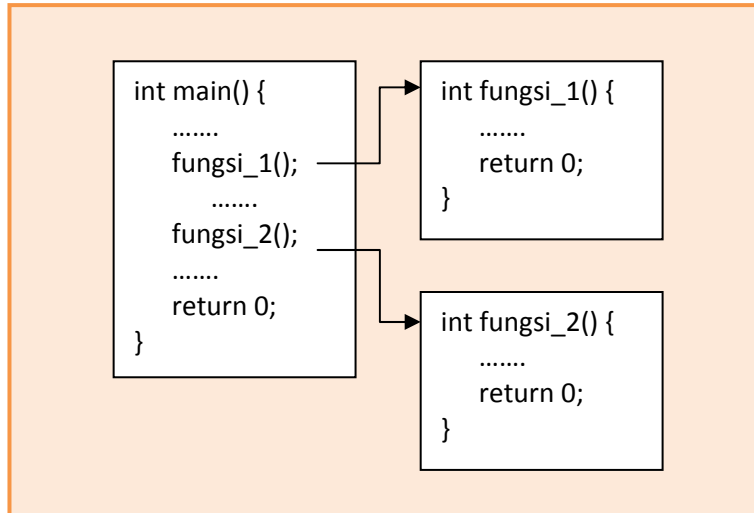 int main() {
…….
fungsi_1();
…….
fungsi_2();
…….
return 0;
}
int fungsi_1() {
…….
return 0;
}
int fungsi_2() {
…….
return 0;
}